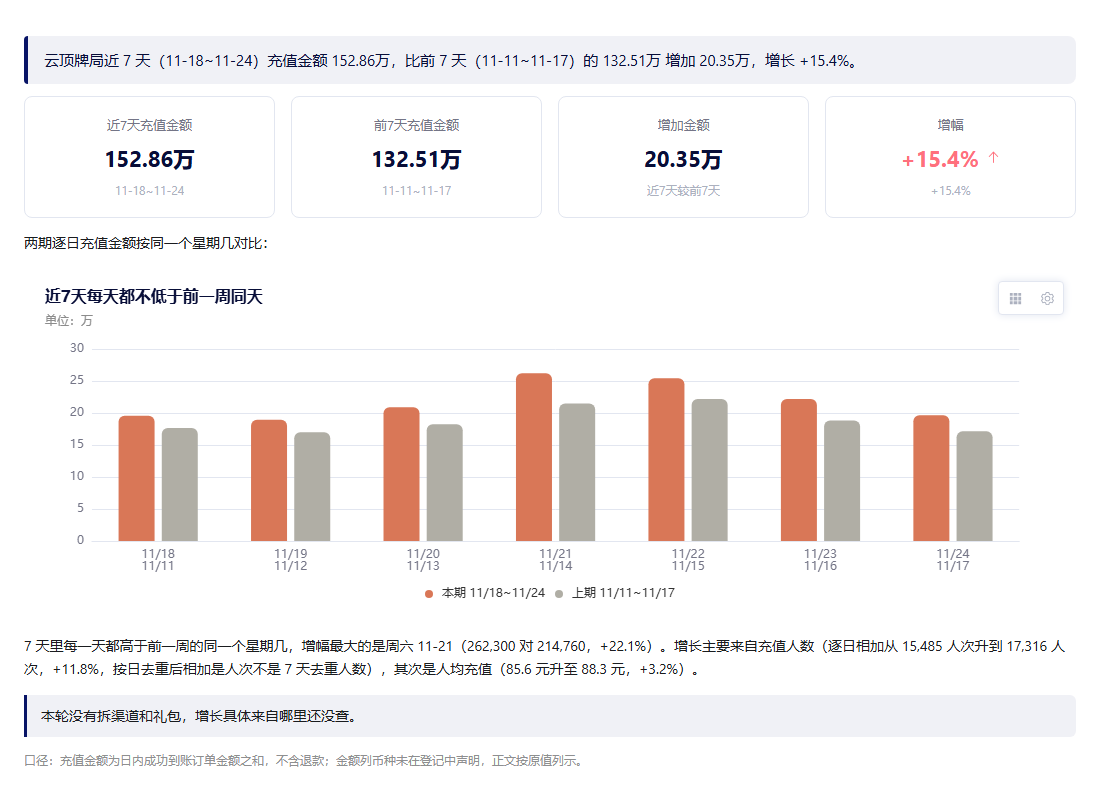 云顶牌局近 7 天（11-18~11-24）充值金额 152.86万，比前 7 天（11-11~11-17）的 132.51万 增加 20.35万，增长 +15.4%。
近7天充值金额
152.86万
11-18~11-24
前7天充值金额
132.51万
11-11~11-17
增加金额
20.35万
近7天较前7天
增幅
+15.4% ↑
+15.4%
两期逐日充值金额按同一个星期几对比：
近7天每天都不低于前一周同天
单位：万
30
25
20
15
10
5
0
11/18
11/11
11/19
11/12
11/20
11/13
11/21
11/14
11/22
11/15
11/23
11/16
11/24
11/17
本期 11/18~11/24
上期 11/11~11/17
7 天里每一天都高于前一周的同一个星期几，增幅最大的是周六 11-21（262,300 对 214,760，+22.1%）。增长主要来自充值人数（逐日相加从 15,485 人次升到 17,316 人
次，+11.8%，按日去重后相加是人次不是 7 天去重人数），其次是人均充值（85.6 元升至 88.3 元，+3.2%）。
本轮没有拆渠道和礼包，增长具体来自哪里还没查。
口径：充值金额为日内成功到账订单金额之和，不含退款；金额列币种未在登记中声明，正文按原值列示。